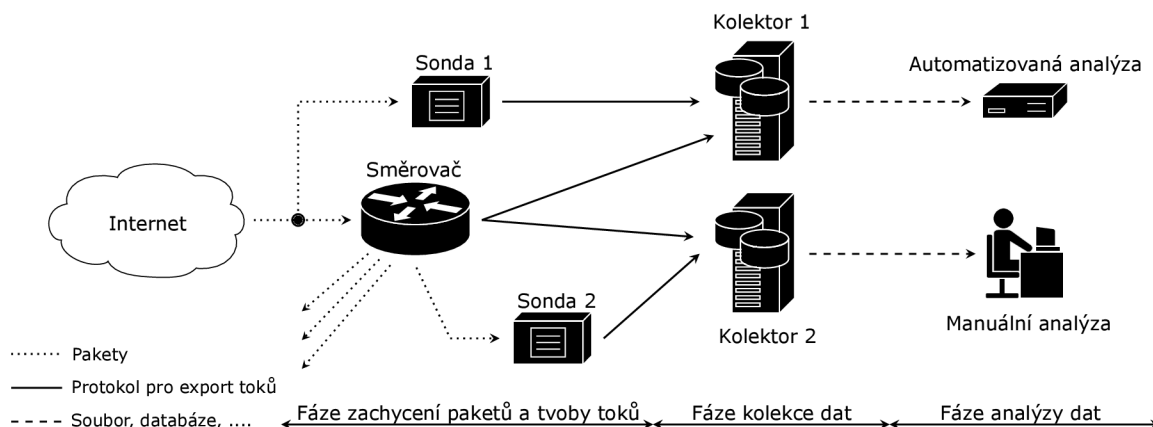 Kolektor 1
Sonda 1
Automatizovaná analýza
Směrovač
Internet
Sonda 2
Kolektor 2
Manuální analýza
Pakety
Protokol pro export toků
Soubor, databáze, ....
Fáze zachycení paketů a tvoby toků
Fáze kolekce dat
Fáze analýzy dat